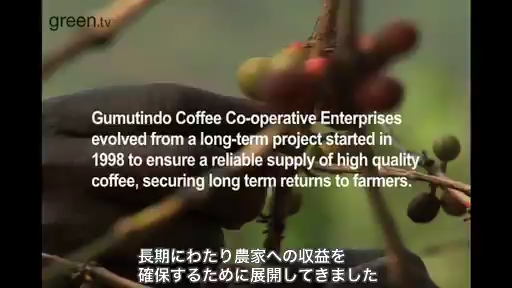 green.tv
Gumutindo Coffee Co-operative Enterprises
evolved from a long-term project started in
1998 to ensure a reliable supply of high quality
coffee, securing long term returns to farmers.
長期にわたり農家への収益を
確保するために展開してきました